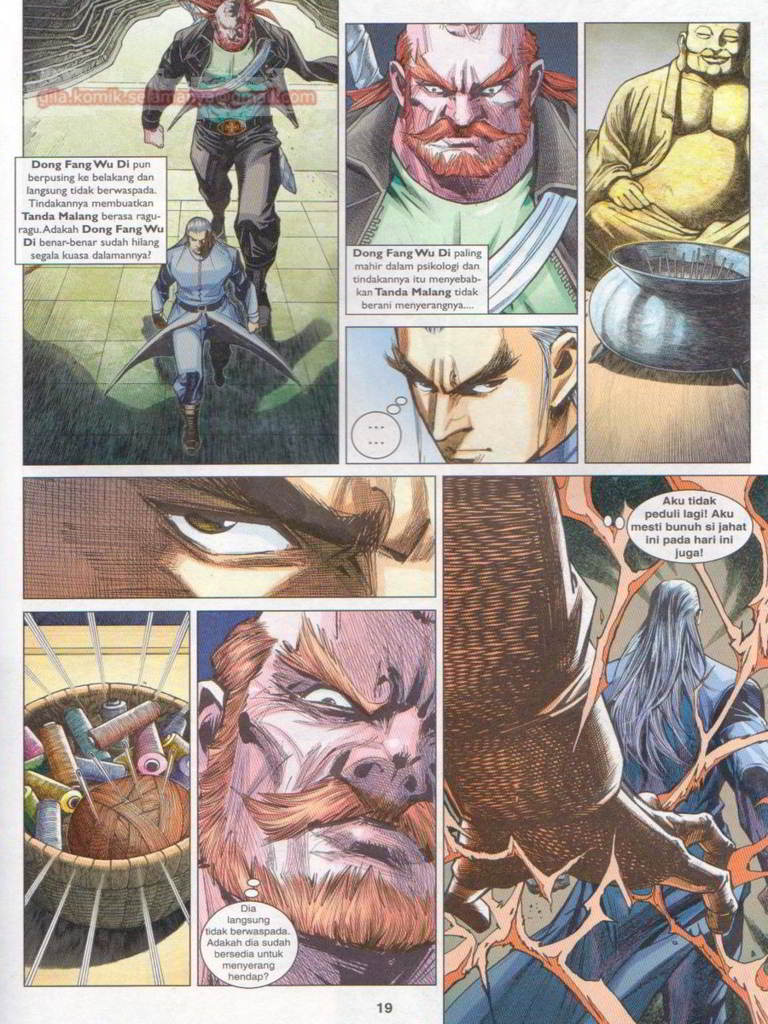 gila.komik.selamanya@gmail.com
Dong Fang Wu Di pun
berpusing ke belakang dan
langsung tidak berwaspada.
Tindakannya membuatkan
Tanda Malang berasa ragu-
ragu. Adakah Dong Fang Wu
Di benar-benar sudah hilang
segala kuasa dalamannya?
Dong Fang Wu Di paling
mahir dalam psikologi dan
tindakannya itu menyebab-
kan Tanda Malang tidak
berani menyerangnya....
...
...
Aku tidak
peduli lagi! Aku
mesti bunuh si jahat
ini pada hari ini
juga!
Dia
langsung
tidak berwaspada.
Adakah dia sudah
bersedia untuk
menyerang
hendap?
19